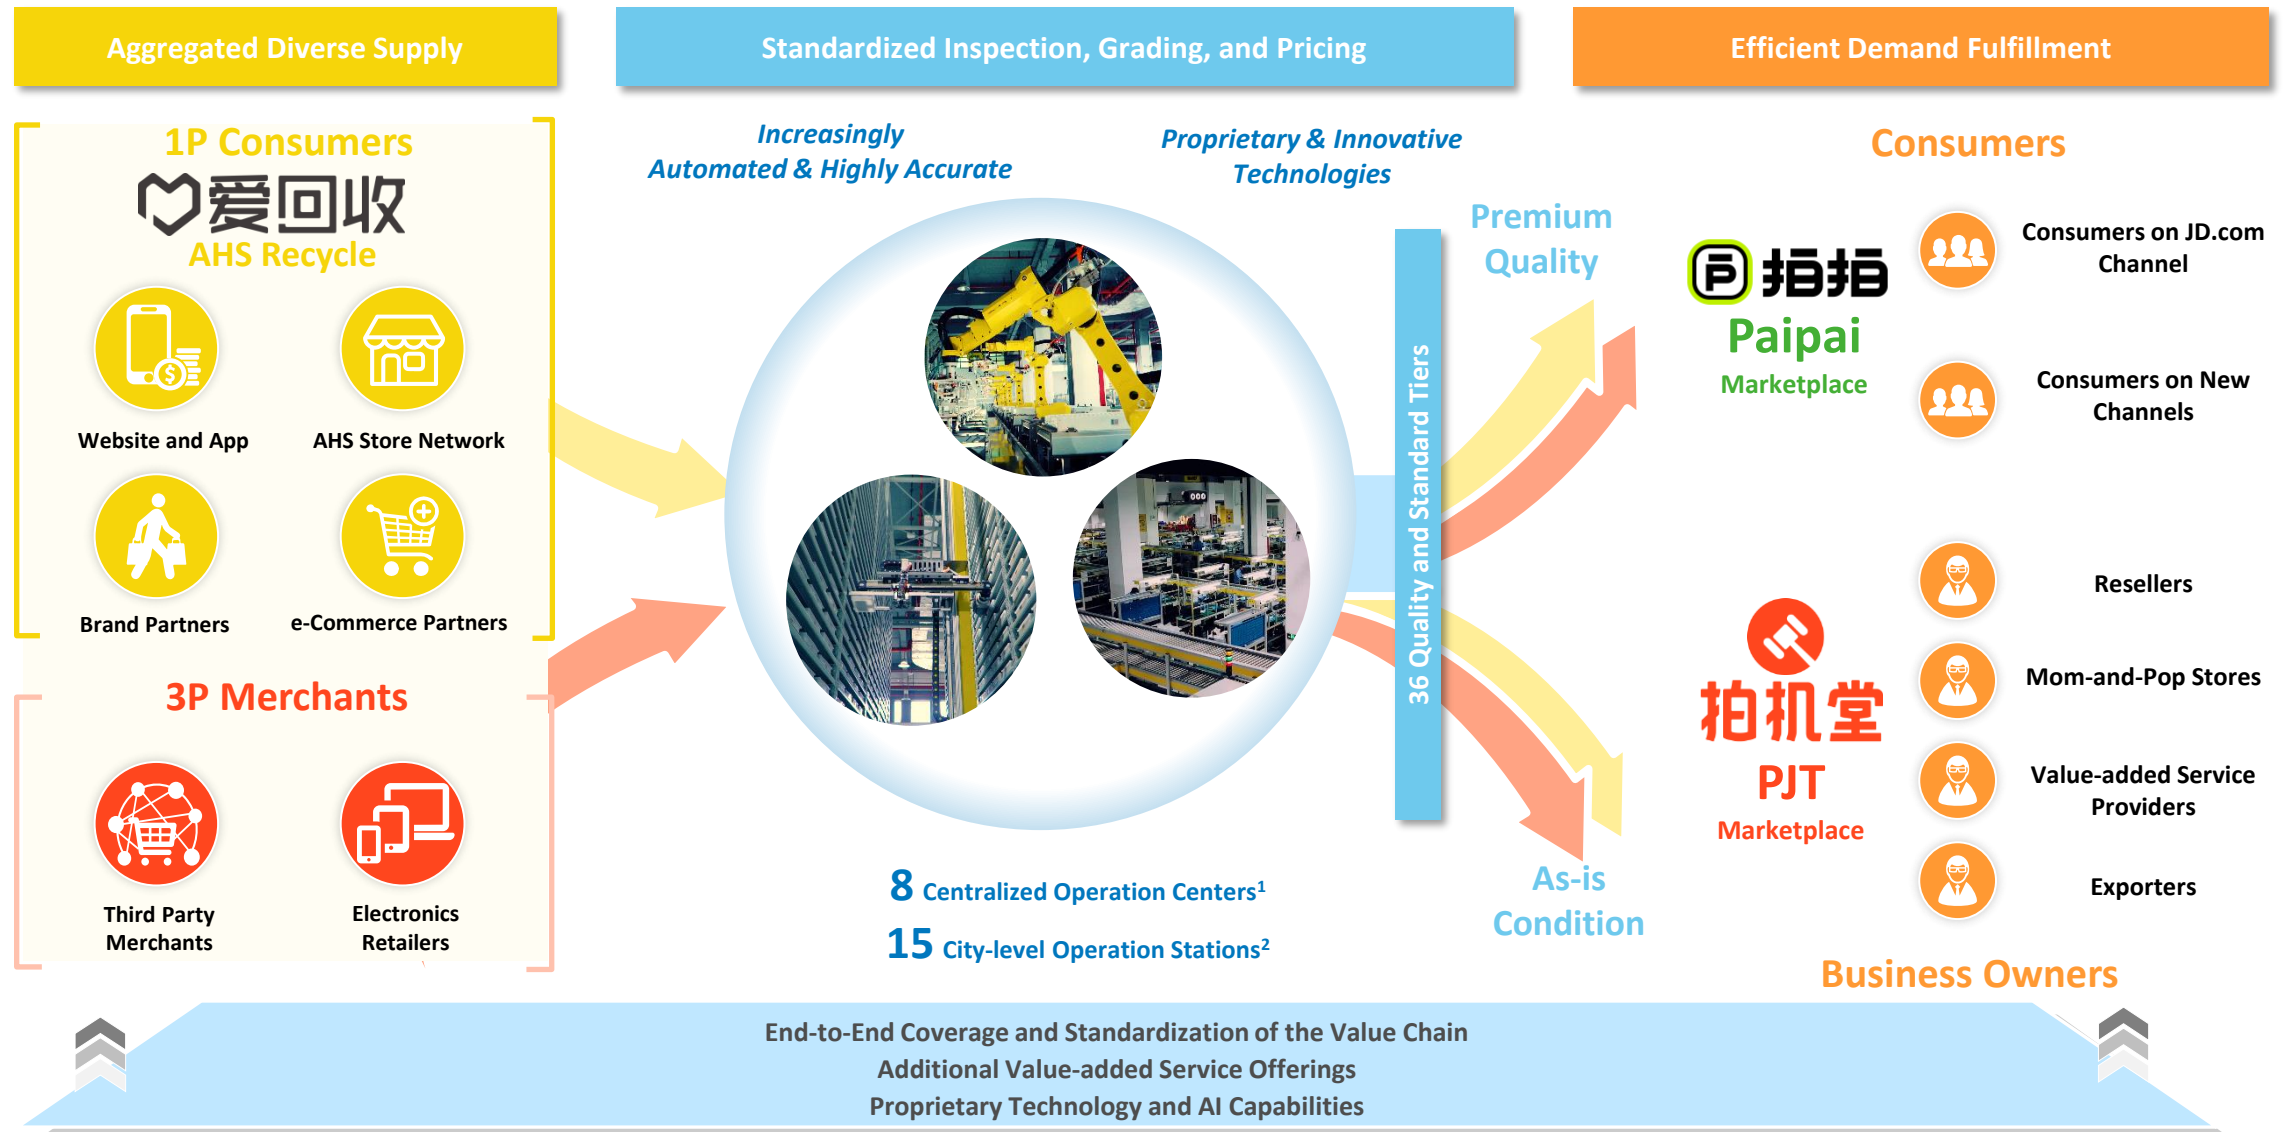 Aggregated Diverse Supply
Standardized Inspection, Grading, and Pricing
Efficient Demand Fulfillment
1P Consumers
爱回收
AHS Recycle
Website and App
AHS Store Network
Brand Partners
e-Commerce Partners
3P Merchants
Third Party
Merchants
Electronics
Retailers
Increasingly
Automated & Highly Accurate
Proprietary & Innovative
Technologies
8 Centralized Operation Centers¹
15 City-level Operation Stations²
36 Quality and Standard Tiers
Premium
Quality
As-is
Condition
Consumers
拍拍
Paipai
Marketplace
Consumers on JD.com
Channel
Consumers on New
Channels
拍机堂
PJT
Marketplace
Resellers
Mom-and-Pop Stores
Value-added Service
Providers
Exporters
Business Owners
End-to-End Coverage and Standardization of the Value Chain
Additional Value-added Service Offerings
Proprietary Technology and AI Capabilities